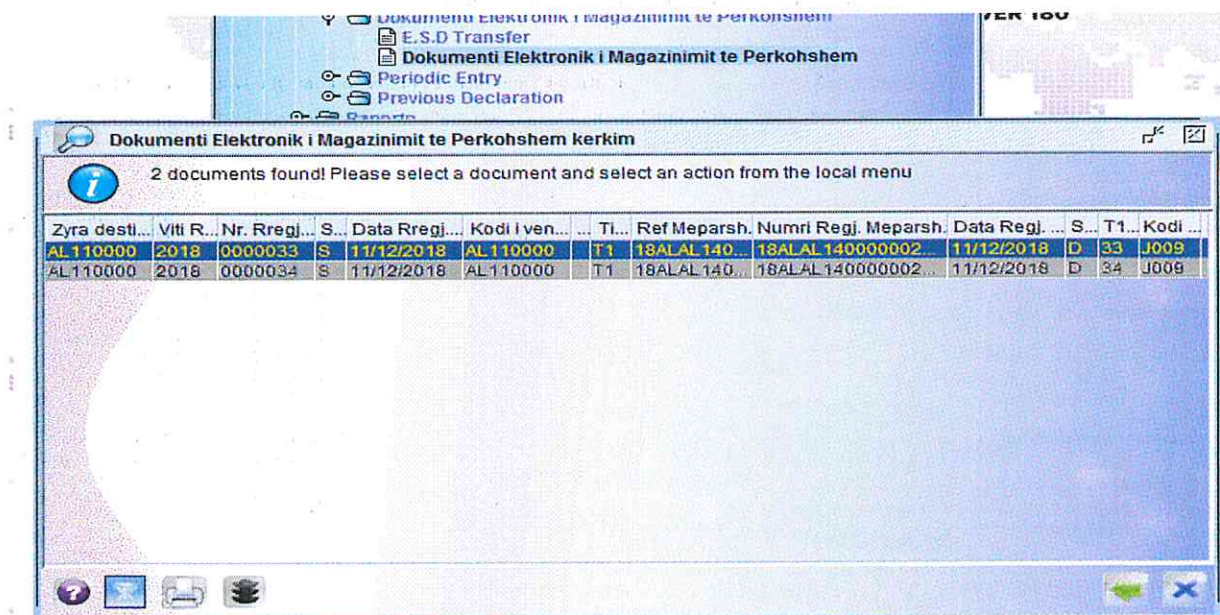 Dokumenti Elektronik i Magazinimit te Perkohshem
VER 180
E.S.D Transfer
Dokumenti Elektronik i Magazinimit te Perkohshem
Periodic Entry
Previous Declaration
Raporte
Dokumenti Elektronik i Magazinimit te Perkohshem kerkim
2 documents found! Please select a document and select an action from the local menu
Zyra desti... Viti R... Nr. Rregj... S... Data Rregj... Kodi i ven... ... Ti... Ref Meparsh. Numri Regj. Meparsh. Data Regj. ... S... T1... Kodi ...
AL110000 2018 0000033 S 11/12/2018 AL110000 T1 18ALAL140... 18ALAL140000002... 11/12/2018 D 33 J009
AL110000 2018 0000034 S 11/12/2018 AL110000 T1 18ALAL140... 18ALAL140000002... 11/12/2018 D 34 J009